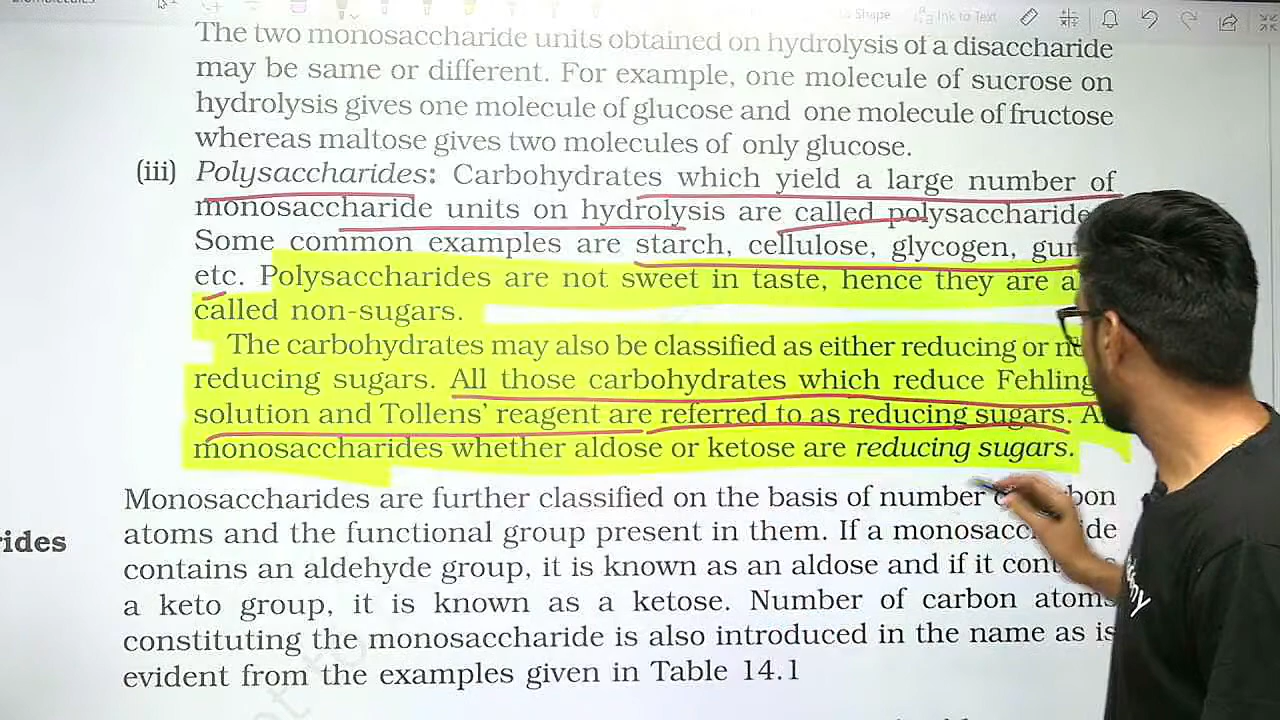 to Shape
Ink to Text
The two monosaccharide units obtained on hydrolysis of a disaccharide
may be same or different. For example, one molecule of sucrose on
hydrolysis gives one molecule of glucose and one molecule of fructose
whereas maltose gives two molecules of only glucose.
(iii) Polysaccharides: Carbohydrates which yield a large number of
monosaccharide units on hydrolysis are called polysaccharide
Some common examples are starch, cellulose, glycogen, gu
etc. Polysaccharides are not sweet in taste, hence they are a
called non-sugars.
The carbohydrates may also be classified as either reducing or n
reducing sugars. All those carbohydrates which reduce Fehling
solution and Tollens' reagent are referred to as reducing sugars. A
monosaccharides whether aldose or ketose are reducing sugars.
Monosaccharides are further classified on the basis of number bon
rides
atoms and the functional group present in them. If a monosacc de
contains an aldehyde group, it is known as an aldose and if it cont
a keto group, it is known as a ketose. Number of carbon atoms
constituting the monosaccharide is also introduced in the name as is
evident from the examples given in Table 14.1